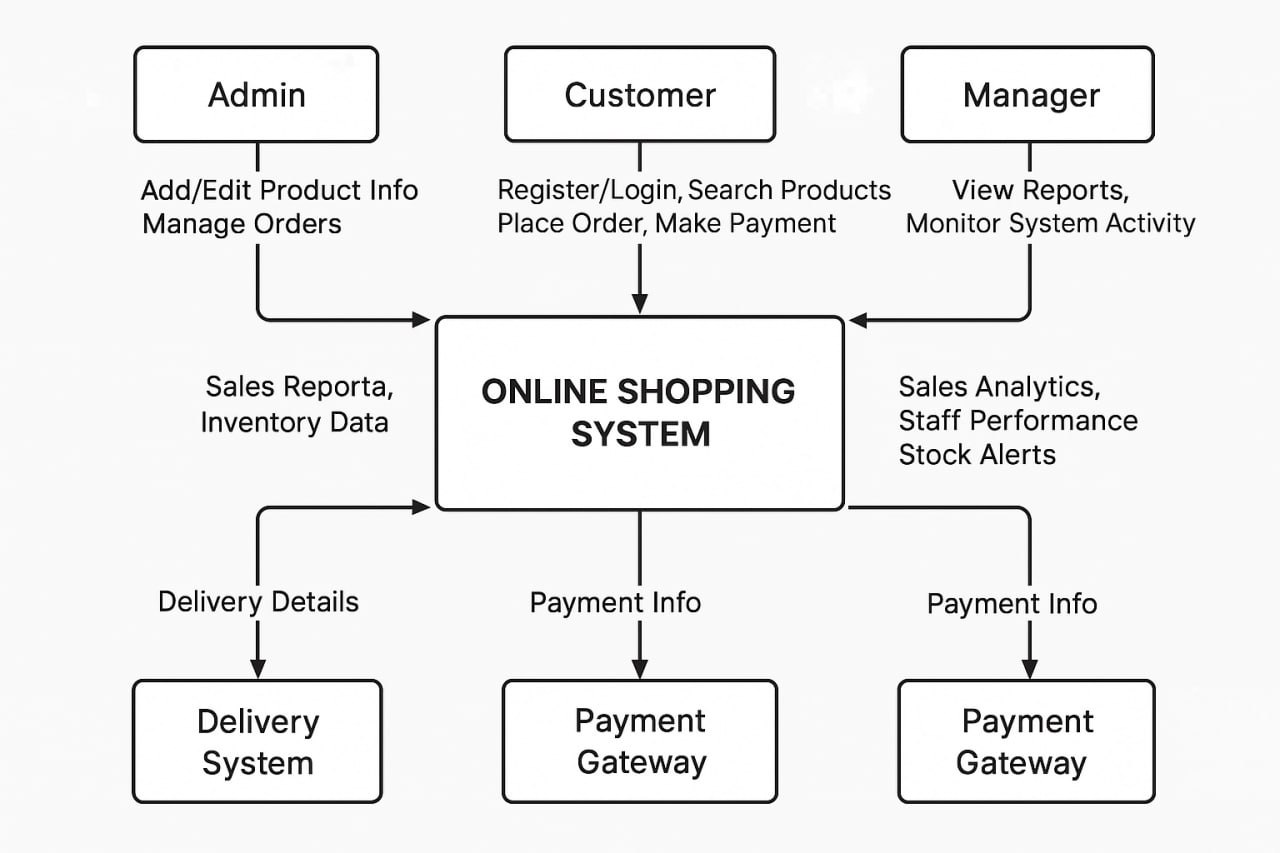 Admin
Customer
Manager
Add/Edit Product Info
Manage Orders
Register/Login, Search Products
Place Order, Make Payment
View Reports,
Monitor System Activity
ONLINE SHOPPING
SYSTEM
Sales Reporta,
Inventory Data
Sales Analytics,
Staff Performance
Stock Alerts
Delivery Details
Payment Info
Payment Info
Delivery
System
Payment
Gateway
Payment
Gateway